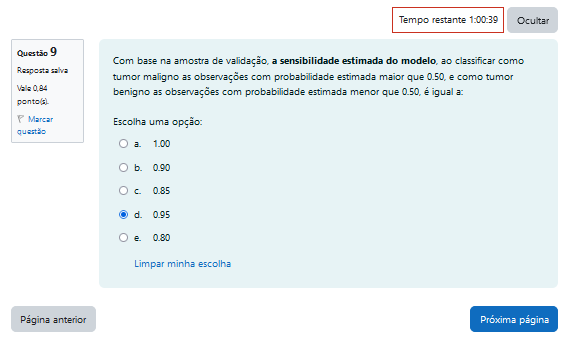 Tempo restante 1:00:39
Ocultar
Questão 9
Resposta salva
Vale 0,84
ponto(s).
Marcar
questão
Com base na amostra de validação, a sensibilidade estimada do modelo, ao classificar como
tumor maligno as observações com probabilidade estimada maior que 0.50, e como tumor
benigno as observações com probabilidade estimada menor que 0.50, é igual a:
Escolha uma opção:
a. 1.00
b. 0.90
c. 0.85
d. 0.95
e. 0.80
Limpar minha escolha
Página anterior
Próxima página